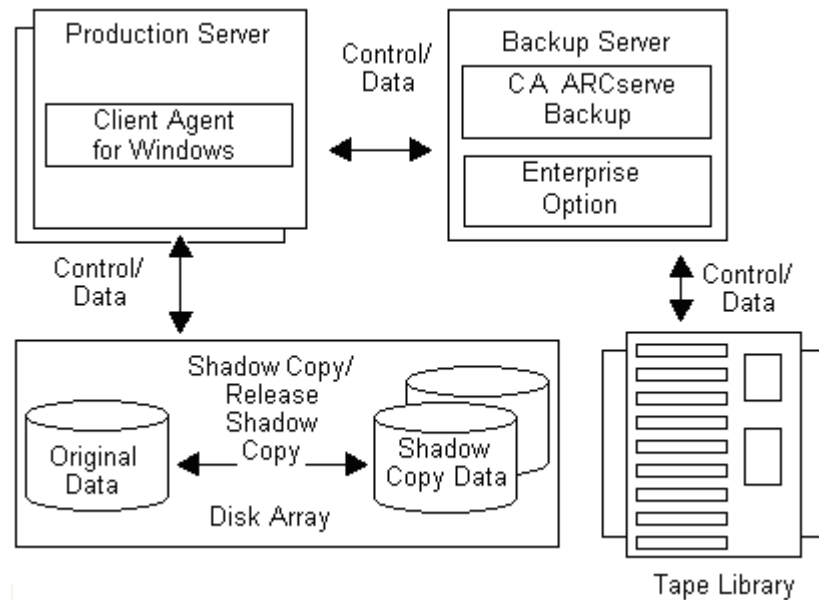 Production Server
Client Agent
for Windows
Control/
Data
Backup Server
CA ARCserve
Backup
Enterprise
Option
Control/
Data
Control/
Data
Shadow Copy/
Release
Shadow
Copy
Original
Data
Shadow
Copy Data
Disk Array
Tape Library